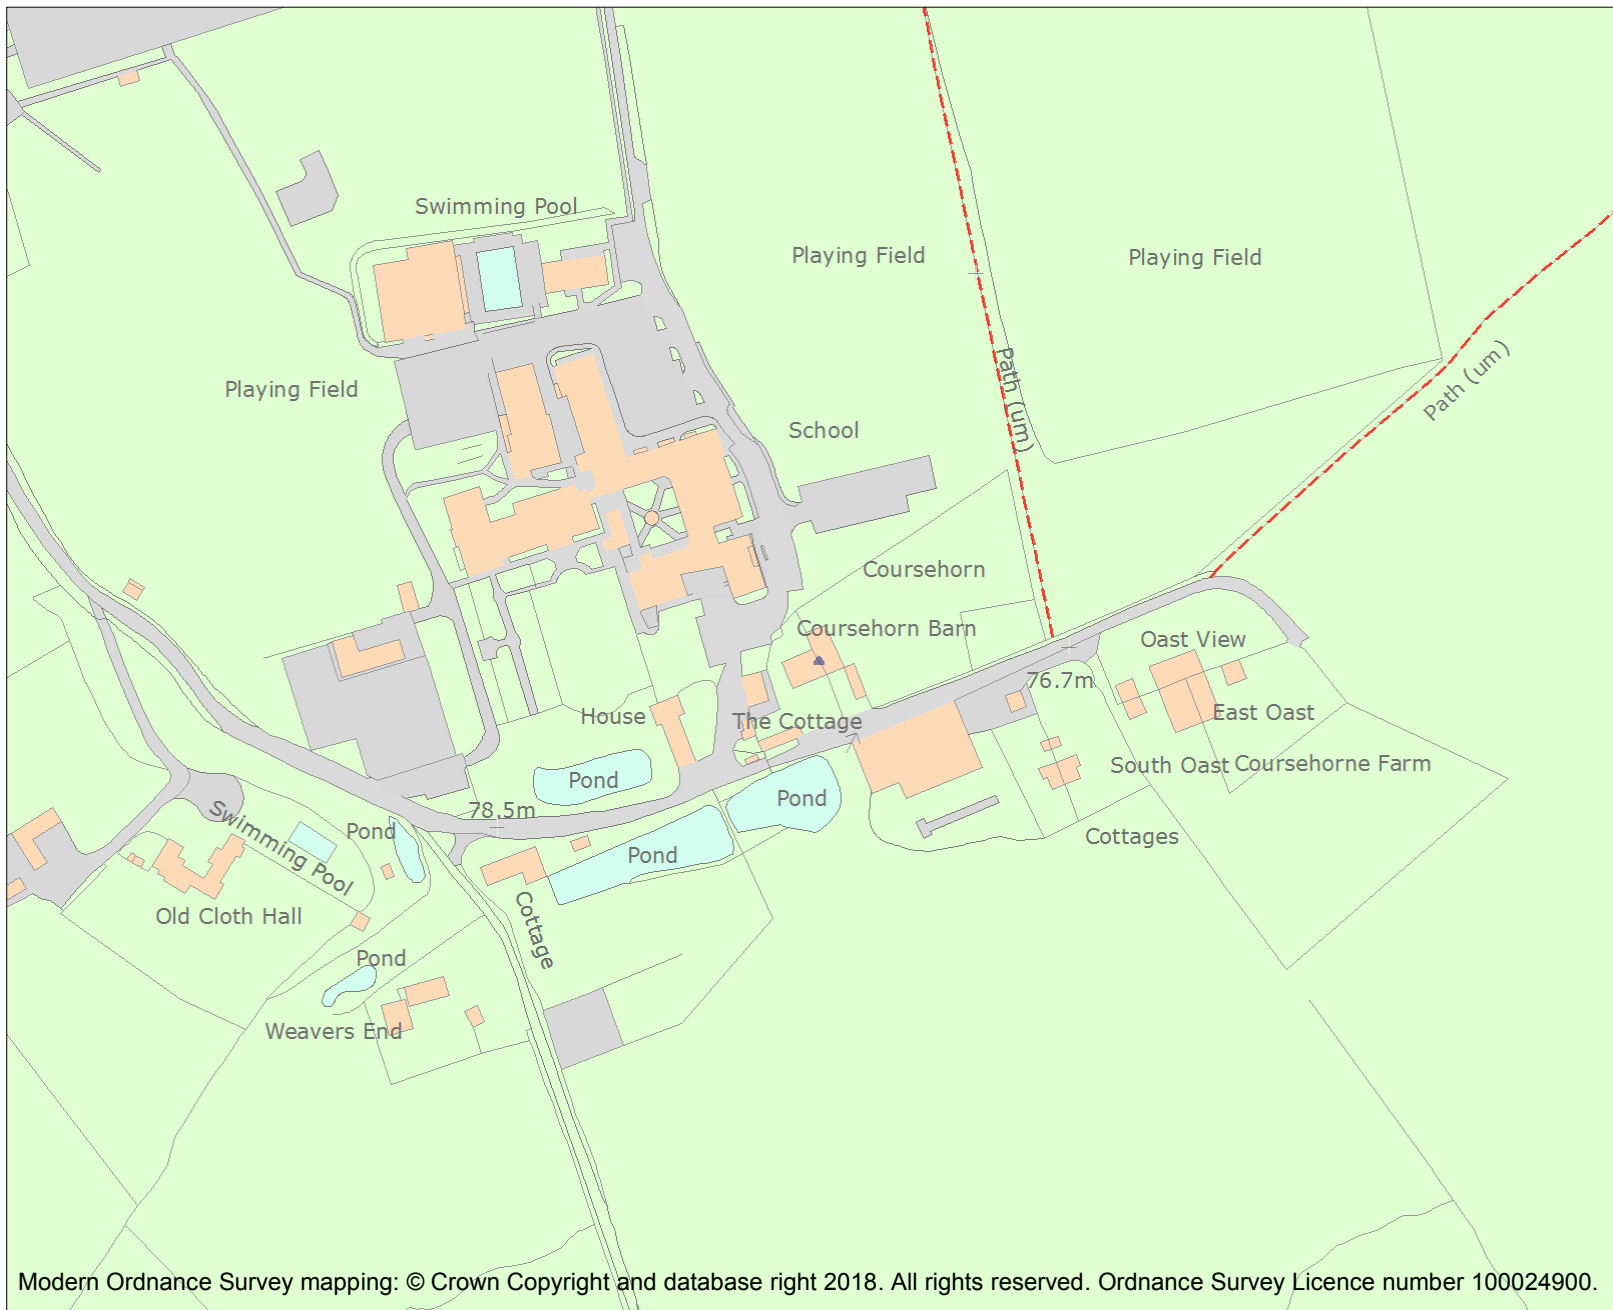 Swimming Pool
Playing Field
Playing Field
Path (um)
Path (um)
Playing Field
School
Coursehorn
Coursehorn Barn
Oast View
76.7m
House
The Cottage
East Oast
South Oast
Coursehorne Farm
Pond
Pond
78.5m
Swimming Pool
Pond
Pond
Cottages
Old Cloth Hall
Cottage
Pond
Weavers End
Modern Ordnance Survey mapping: © Crown Copyright and database right 2018. All rights reserved. Ordnance Survey Licence number 100024900.